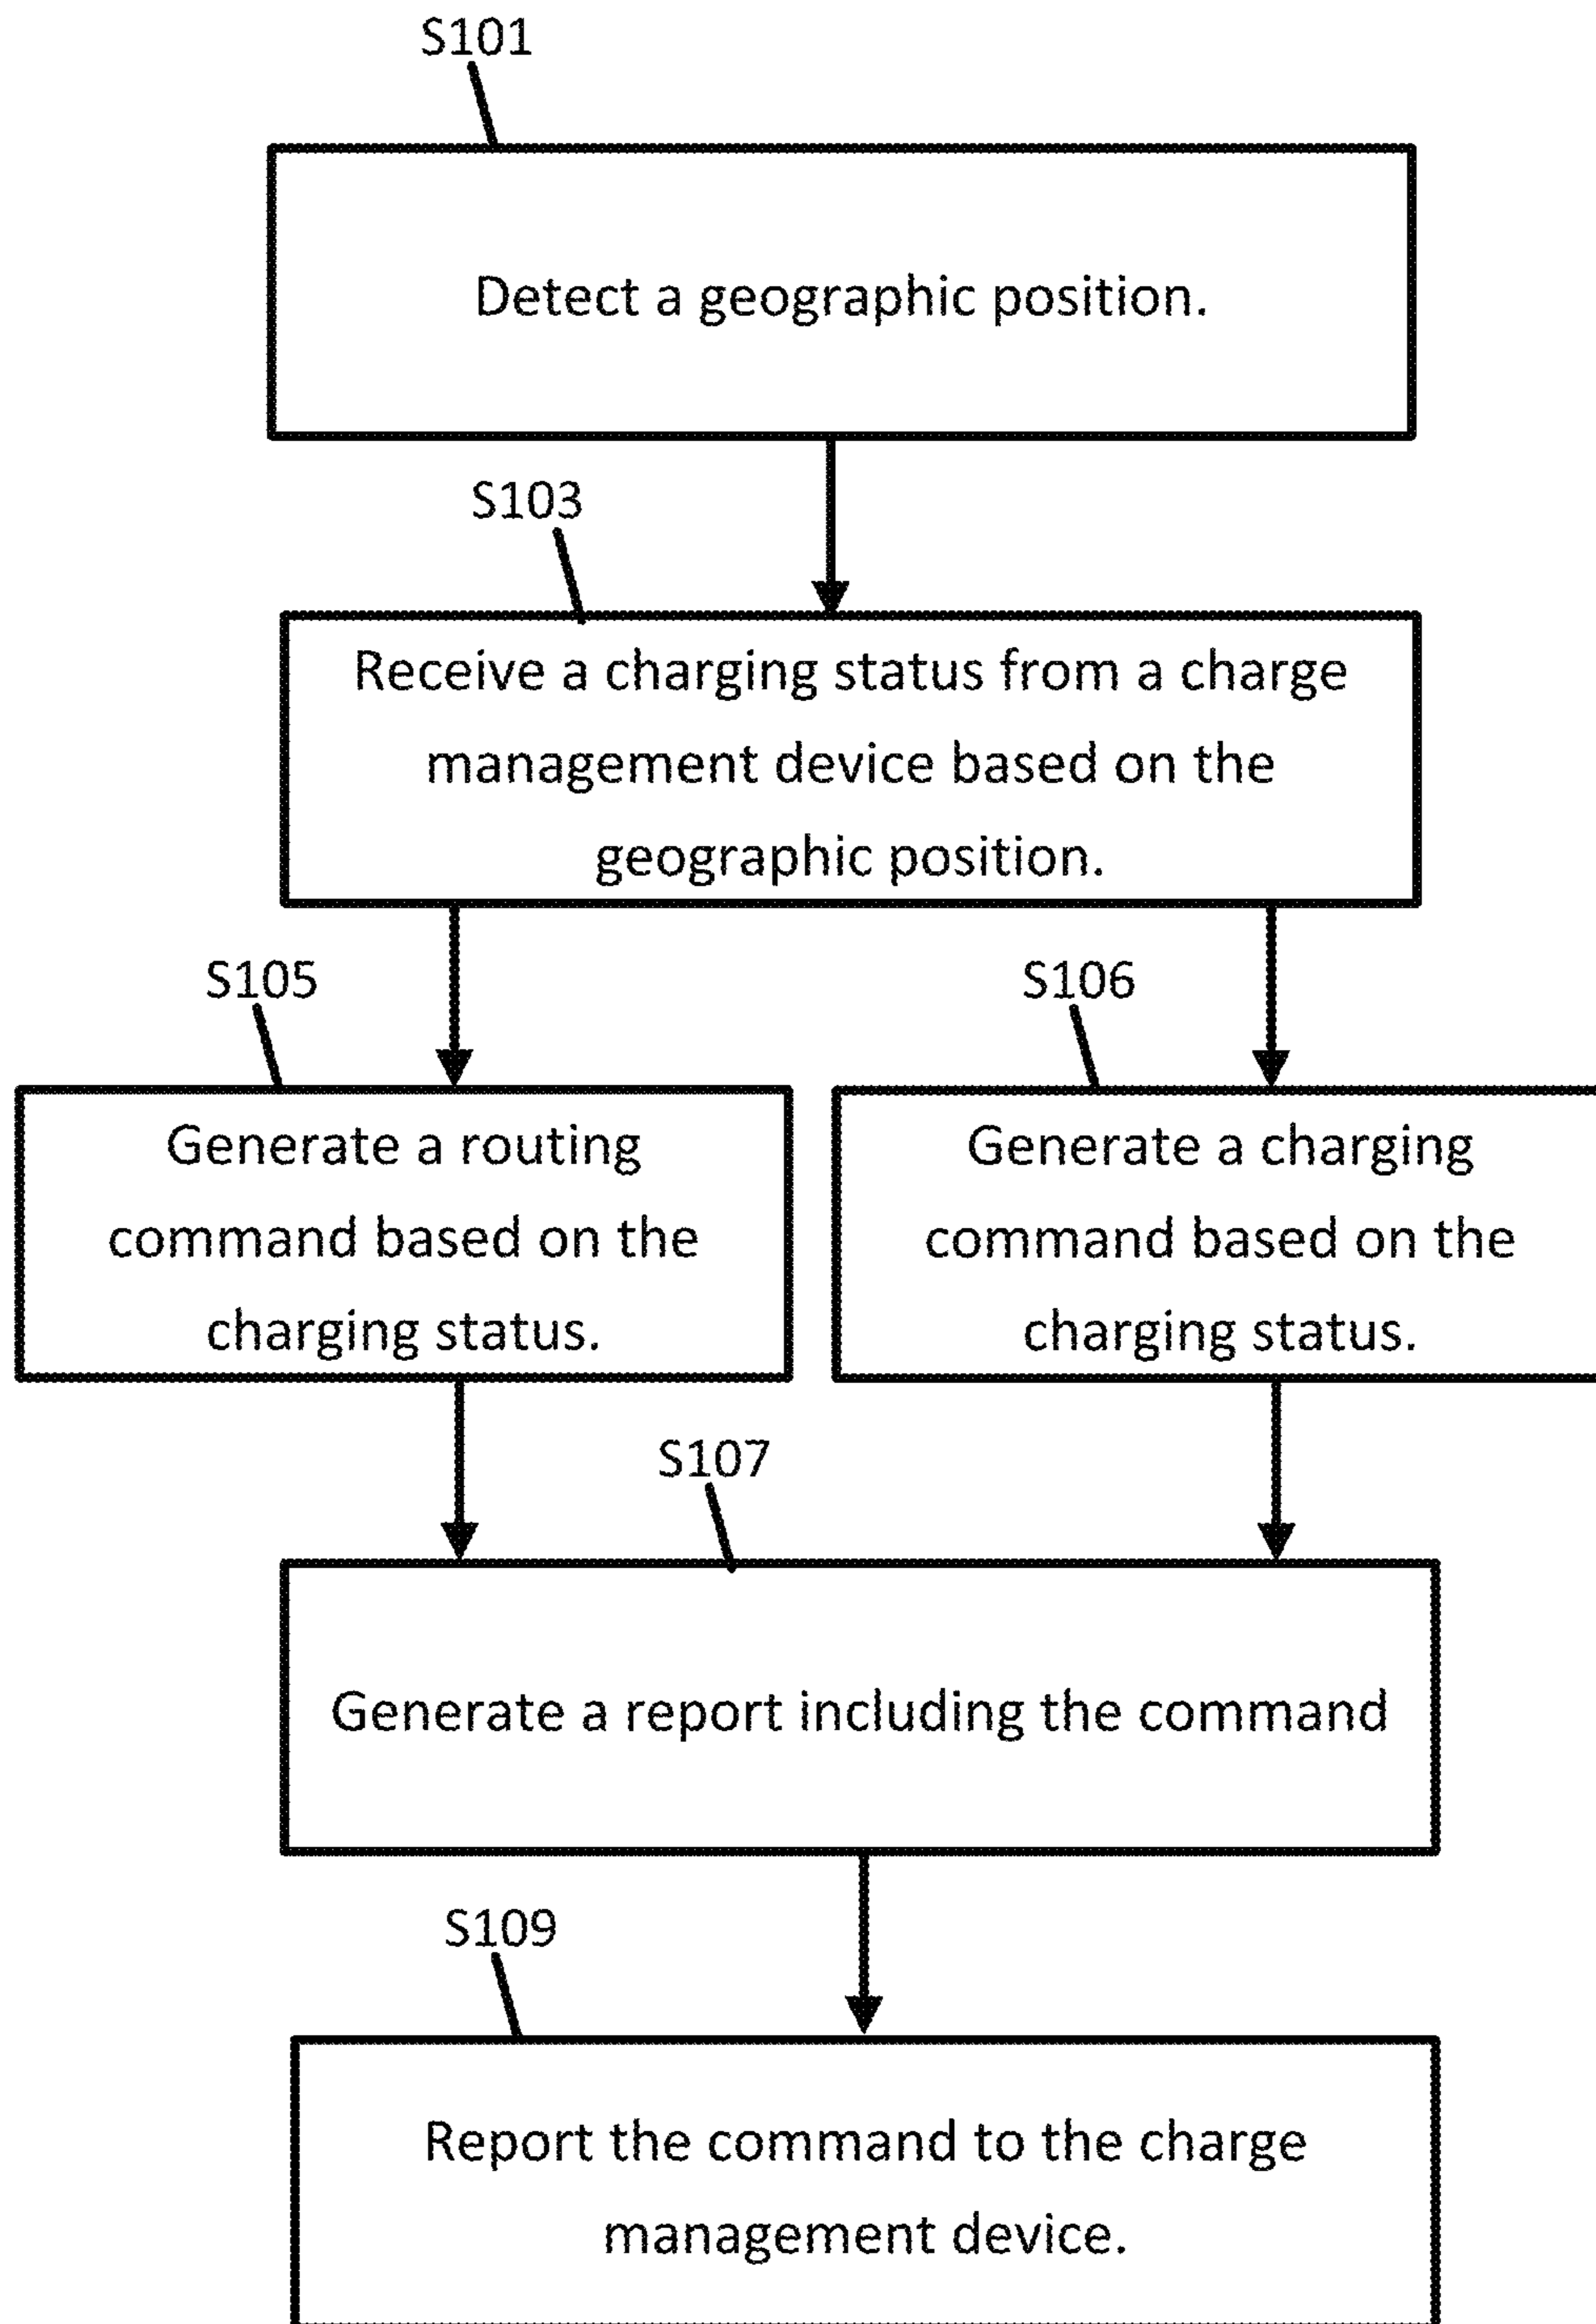 S101
Detect a geographic position.
S103
Receive a charging status from a charge
management device based on the
geographic position.
S105
Generate a routing
command based on the
charging status.
S106
Generate a charging
command based on the
charging status.
S107
Generate a report including the command
S109
Report the command to the charge
management device.